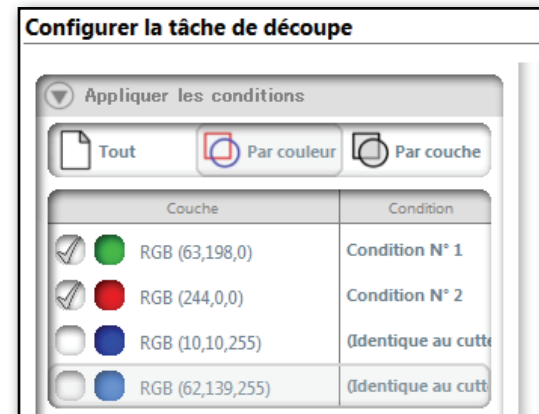 Configurer la tâche de découpe
Appliquer les conditions
Tout Par couleur Par couche
Couche Condition
RGB (63,198,0) Condition N° 1
RGB (244,0,0) Condition N° 2
RGB (10,10,255) (Identique au cutte
RGB (62,139,255) (Identique au cutt